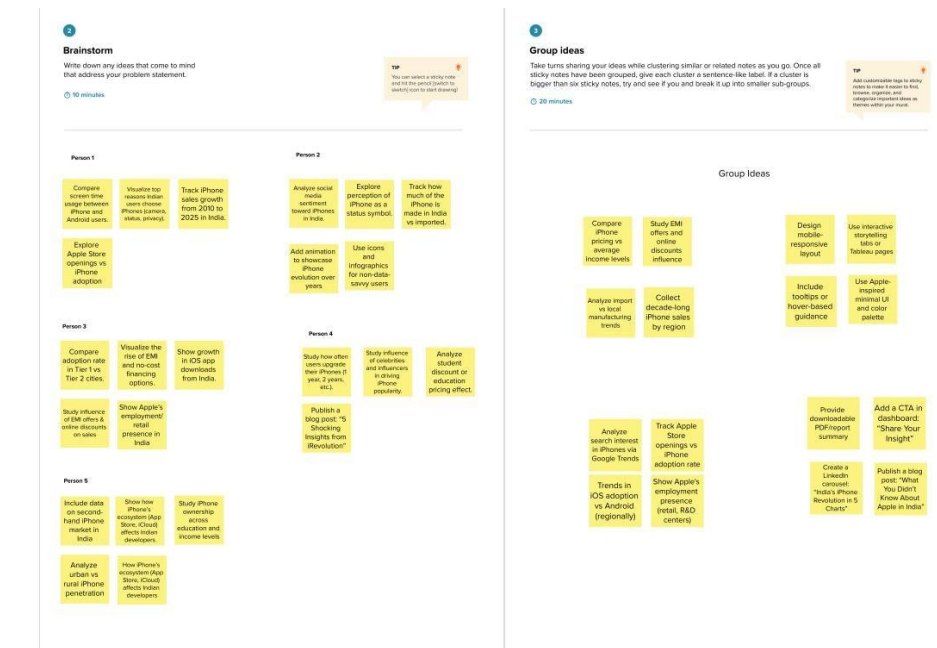 2
Brainstorm
Write down any ideas that come to mind
that address your problem statement.
10 minutes
TIP
You can select a sticky note
and hit the pencil [switch to
sketch] icon to start drawing!
Person 1
Compare
screen time
usage between
iPhone and
Android users.
Visualize top
reasons Indian
users choose
iPhones (camera,
status, privacy).
Track iPhone
sales growth
from 2010 to
2025 in India.
Explore
Apple Store
openings vs
iPhone
adoption
Person 2
Analyze social
media
sentiment
toward iPhones
in India.
Explore
perception of
iPhone as a
status symbol.
Track how
much of the
iPhone is
made in India
vs imported.
Add animation
to showcase
iPhone
evolution over
years
Use icons
and
infographics
for non-data-
savvy users
Person 3
Compare
adoption rate
in Tier 1 vs
Tier 2 cities.
Visualize the
rise of EMI
and no-cost
financing
options.
Show growth
in iOS app
downloads
from India.
Study influence
of EMI offers &
online discounts
on sales
Show Apple's
employment/
retail
presence in
India
Person 4
Study how often
users upgrade
their iPhones (1
year, 2 years,
etc.).
Study influence
of celebrities
and influencers
in driving
iPhone
popularity.
Analyze
student
discount or
education
pricing effect.
Publish a
blog post: "5
Shocking
Insights from
iRevolution"
Person 5
Include data
on second-
hand iPhone
market in
India
Show how
iPhone's
ecosystem (App
Store, iCloud)
affects Indian
developers.
Study iPhone
ownership
across
education and
income levels
Analyze
urban vs
rural iPhone
penetration
How iPhone's
ecosystem (App
Store, iCloud)
affects Indian
developers
3
Group ideas
Take turns sharing your ideas while clustering similar or related notes as you go. Once all
sticky notes have been grouped, give each cluster a sentence-like label. If a cluster is
bigger than six sticky notes, try and see if you and break it up into smaller sub-groups.
20 minutes
TIP
Add customizable tags to sticky
notes to make it easier to find,
browse, organize, and
categorize important ideas as
themes within your mural.
Group Ideas
Compare
iPhone
pricing vs
average
income levels
Study EMI
offers and
online
discounts
influence
Analyze import
vs local
manufacturing
trends
Collect
decade-long
iPhone sales
by region
Design
mobile-
responsive
layout
Use interactive
storytelling
tabs or
Tableau pages
Include
tooltips or
hover-based
guidance
Use Apple-
inspired
minimal UI
and color
palette
Analyze
search interest
in iPhones via
Google Trends
Track Apple
Store
openings vs
iPhone
adoption rate
Trends in
iOS adoption
vs Android
(regionally)
Show Apple's
employment
presence
(retail, R&D
centers)
Provide
downloadable
PDF/report
summary
Add a CTA in
dashboard:
"Share Your
Insight"
Create a
LinkedIn
carousel:
"India's iPhone
Revolution in 5
Charts"
Publish a blog
post: "What
You Didn't
Know About
Apple in India"